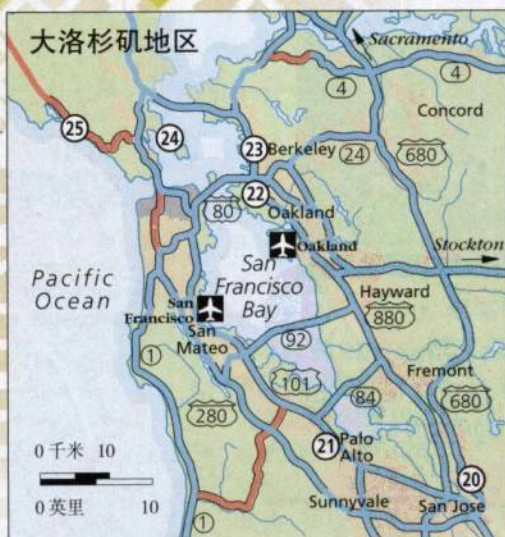 大洛杉矶地区
Sacramento
4
4
Concord
25
24
23
Berkeley
24
680
22
80
Oakland
Oakland
Stockton
San
Francisco
Bay
Pacific
Ocean
San
Francisco
Hayward
880
San
Mateo
92
1
101
Fremont
280
84
680
21
Palo
Alto
0 千米 10
20
0 英里 10
Sunnyvale
San Jose
1